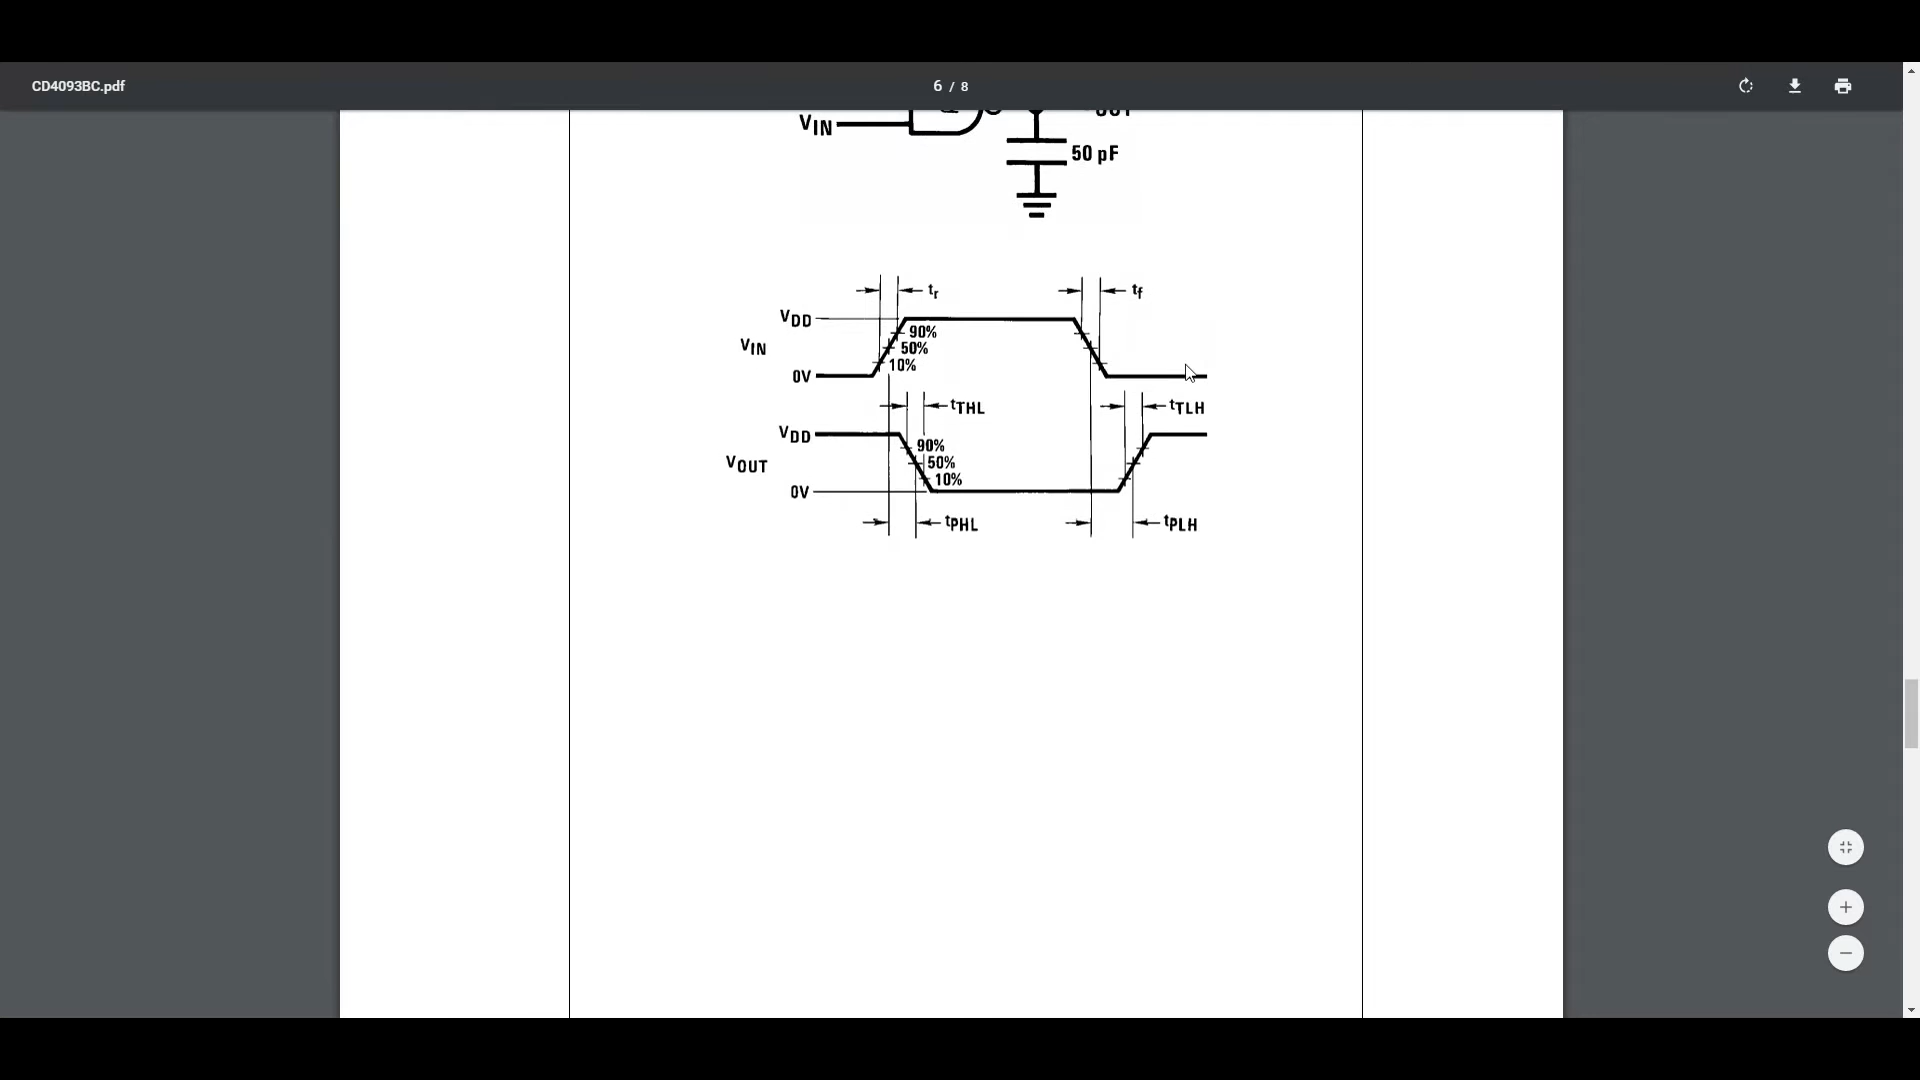 CD4093BC.pdf
6 / 8
VIN
50 pF
tr
tf
VDD
90%
VIN
50%
10%
0V
tTHL
tTLH
VDD
90%
VOUT
50%
10%
0V
tPHL
tPLH